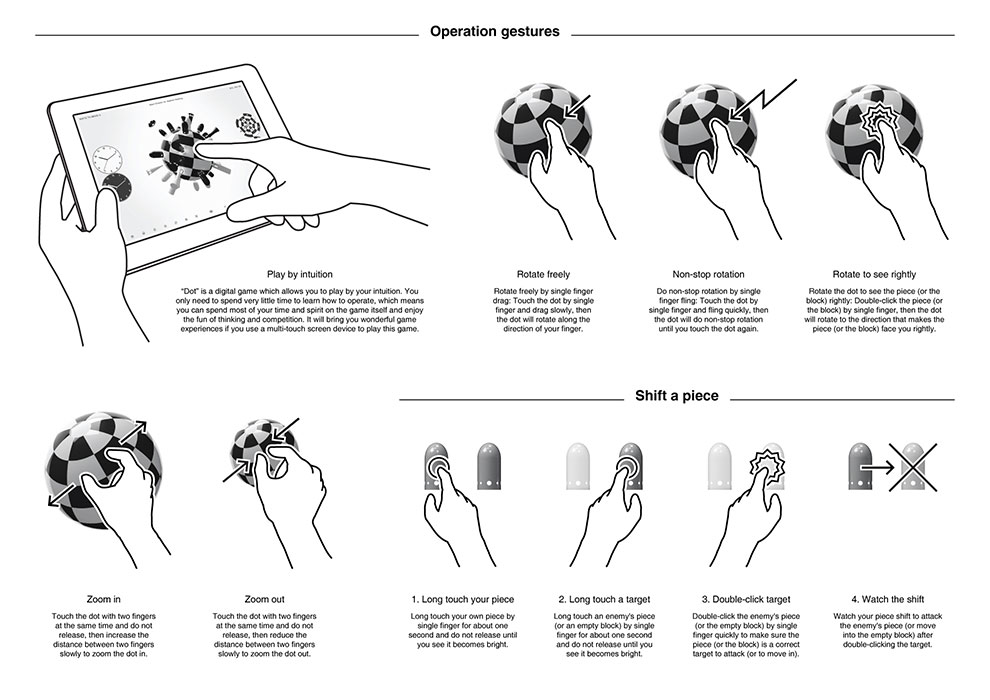 Operation gestures
Play by intuition
“Dot” is a digital game which allows you to play by your intuition. You
only need to spend very little time to learn how to operate, which means
you can spend most of your time and spirit on the game itself and enjoy
the fun of thinking and competition. It will bring you wonderful game
experiences if you use a multi-touch screen device to play this game.
Rotate freely
Rotate freely by single finger
drag: Touch the dot by single
finger and drag slowly, then
the dot will rotate along the
direction of your finger.
Non-stop rotation
Do non-stop rotation by single
finger fling: Touch the dot by
single finger and fling quickly, then
the dot will do non-stop rotation
until you touch the dot again.
Rotate to see rightly
Rotate the dot to see the piece (or the
block) rightly: Double-click the piece (or
the block) by single finger, then the dot
will rotate to the direction that makes the
piece (or the block) face you rightly.
Shift a piece
Zoom in
Touch the dot with two fingers
at the same time and do not
release, then increase the
distance between two fingers
slowly to zoom the dot in.
Zoom out
Touch the dot with two fingers
at the same time and do not
release, then reduce the
distance between two fingers
slowly to zoom the dot out.
1. Long touch your piece
Long touch your own piece by
single finger for about one
second and do not release until
you see it becomes bright.
2. Long touch a target
Long touch an enemy's piece
(or an empty block) by single
finger for about one second
and do not release until you
see it becomes bright.
3. Double-click target
Double-click the enemy's piece
(or the empty block) by single
finger quickly to make sure the
piece (or the block) is a correct
target to attack (or to move in).
4. Watch the shift
Watch your piece shift to attack
the enemy's piece (or move
into the empty block) after
double-clicking the target.